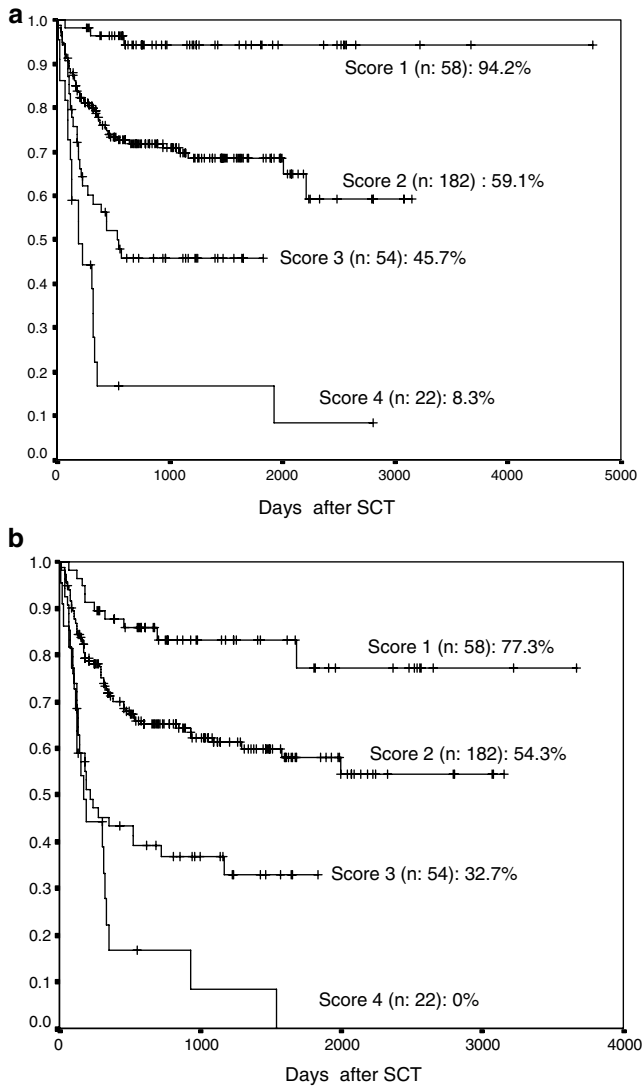 a
1.0
0.9
0.8
0.7
0.6
0.5
0.4
0.3
0.2
0.1
0.0
Score 1 (n: 58): 94.2%
Score 2 (n: 182) : 59.1%
Score 3 (n: 54): 45.7%
Score 4 (n: 22): 8.3%
0 1000 2000 3000 4000 5000
Days after SCT
b
1.0
0.9
0.8
0.7
0.6
0.5
0.4
0.3
0.2
0.1
0.0
Score 1 (n: 58): 77.3%
Score 2 (n: 182): 54.3%
Score 3 (n: 54): 32.7%
Score 4 (n: 22): 0%
0 1000 2000 3000 4000
Days after SCT